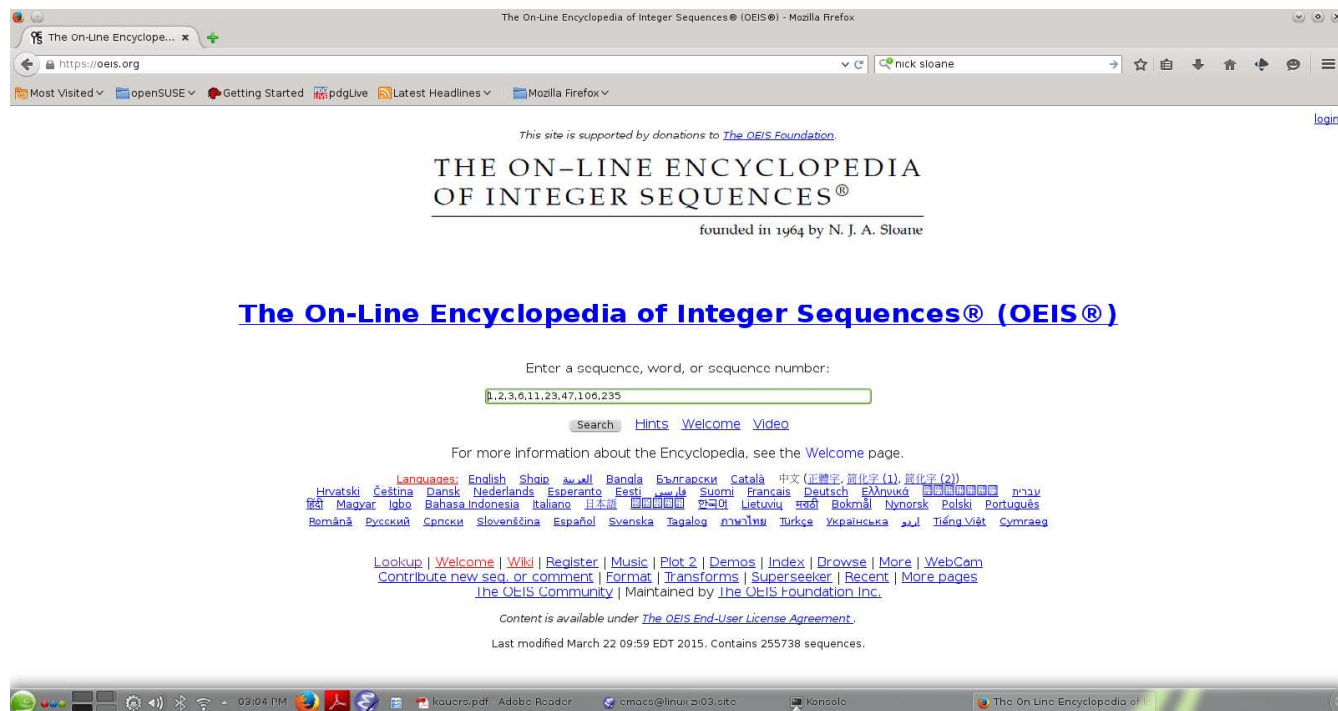 The On-Line Encyclopedia of Integer Sequences® (OEIS®) - Mozilla Firefox
The On-Line Encyclope...
https://oeis.org
nick sloane
Most Visited openSUSE Getting Started pdgLive Latest Headlines Mozilla Firefox
login
This site is supported by donations to The OEIS Foundation.
THE ON–LINE ENCYCLOPEDIA
OF INTEGER SEQUENCES®
founded in 1964 by N. J. A. Sloane
The On-Line Encyclopedia of Integer Sequences® (OEIS®)
Enter a sequence, word, or sequence number:
1,2,3,6,11,23,47,106,235
Search Hints Welcome Video
For more information about the Encyclopedia, see the Welcome page.
Languages: English Shqip العربية Bangla Български Català 中文 (正體字, 简化字 (1), 简化字 (2))
Hrvatski Čeština Dansk Nederlands Esperanto Eesti فارسی Suomi Français Deutsch Ελληνικά עברית
हिंदी Magyar Igbo Bahasa Indonesia Italiano 日本語 한국어 Lietuvių मराठी Bokmål Nynorsk Polski Português
Română Русский Српски Slovenščina Español Svenska Tagalog ภาษาไทย Türkçe Українська اردو Tiếng Việt Cymraeg
Lookup | Welcome | Wiki | Register | Music | Plot 2 | Demos | Index | Browse | More | WebCam
Contribute new seq. or comment | Format | Transforms | Superseeker | Recent | More pages
The OEIS Community | Maintained by The OEIS Foundation Inc.
Content is available under The OEIS End-User License Agreement .
Last modified March 22 09:59 EDT 2015. Contains 255738 sequences.
03:04 PM kauers.pdf - Adobe Reader Konsole The On-Line Encyclopedia of